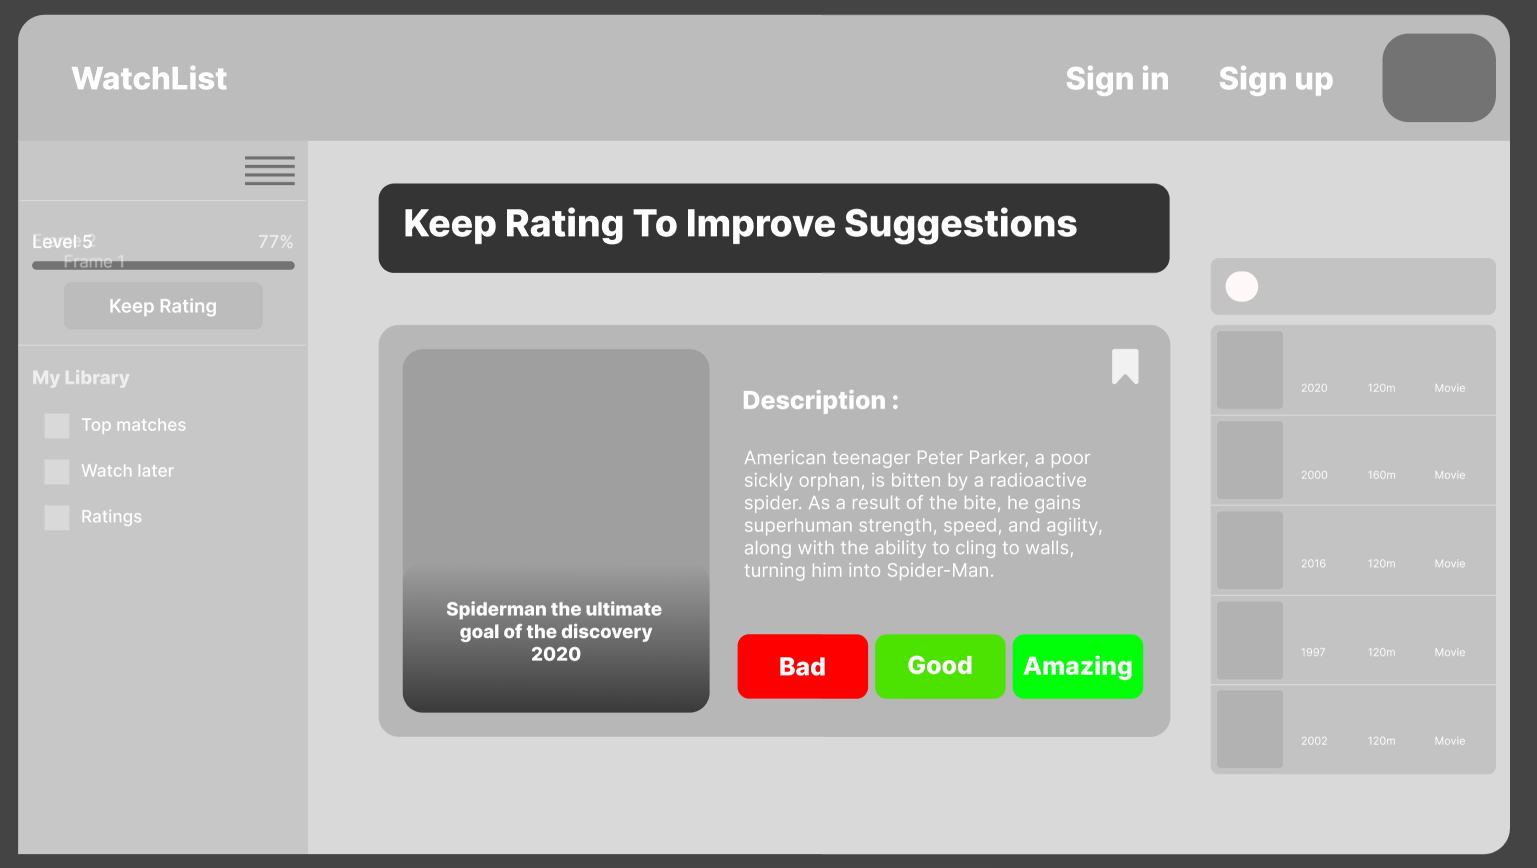 WatchList
Sign in
Sign up
Level 5
77%
Frame 1
Keep Rating
My Library
Top matches
Watch later
Ratings
Keep Rating To Improve Suggestions
Spiderman the ultimate
goal of the discovery
2020
Description :
American teenager Peter Parker, a poor
sickly orphan, is bitten by a radioactive
spider. As a result of the bite, he gains
superhuman strength, speed, and agility,
along with the ability to cling to walls,
turning him into Spider-Man.
Bad
Good
Amazing
2020 120m Movie
2000 160m Movie
2016 120m Movie
1997 120m Movie
2002 120m Movie